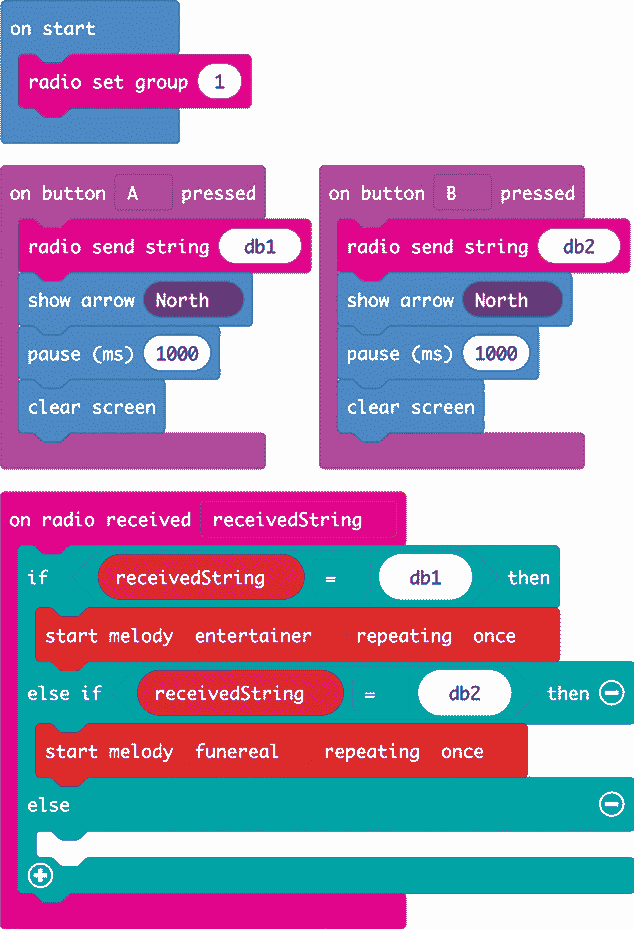 on start
radio set group 1
on button A pressed
radio send string db1
show arrow North
pause (ms) 1000
clear screen
on button B pressed
radio send string db2
show arrow North
pause (ms) 1000
clear screen
on radio received receivedString
if receivedString = db1 then
start melody entertainer repeating once
else if receivedString = db2 then
start melody funereal repeating once
else